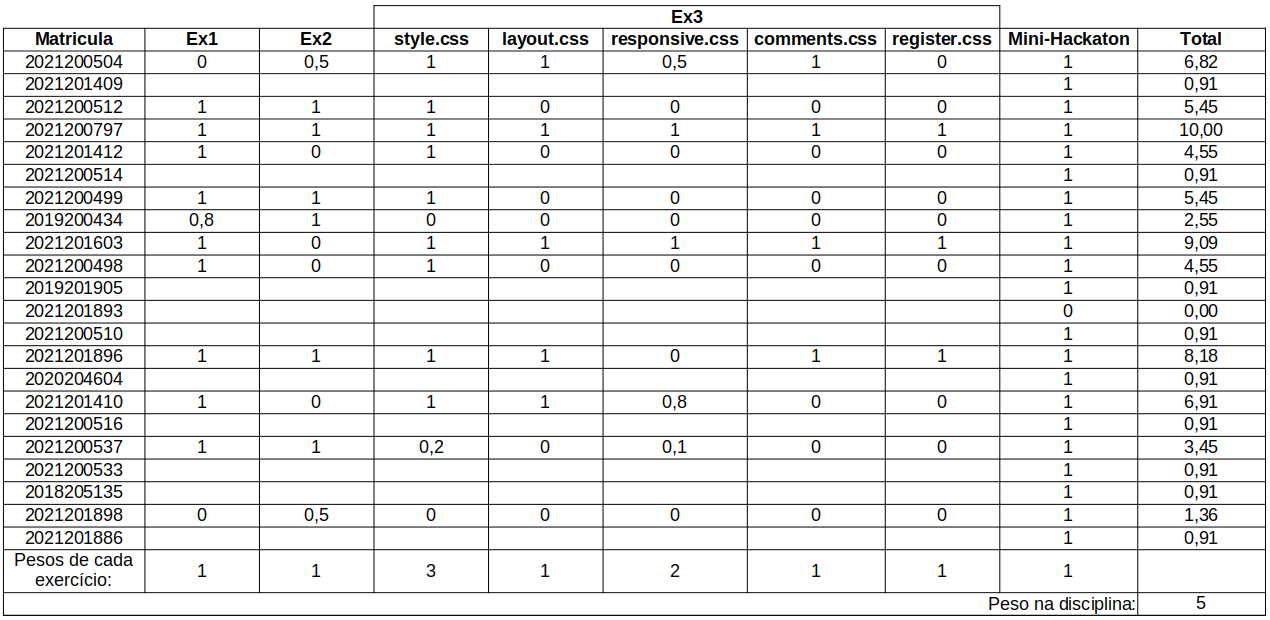 Ex3
Matricula Ex1 Ex2 style.css layout.css responsive.css comments.css register.css Mini-Hackaton Total
2021200504 0 0,5 1 1 0,5 1 0 1 6,82
2021201409 1 0,91
2021200512 1 1 1 0 0 0 0 1 5,45
2021200797 1 1 1 1 1 1 1 1 10,00
2021201412 1 0 1 0 0 0 0 1 4,55
2021200514 1 0,91
2021200499 1 1 1 0 0 0 0 1 5,45
2019200434 0,8 1 0 0 0 0 0 1 2,55
2021201603 1 0 1 1 1 1 1 1 9,09
2021200498 1 0 1 0 0 0 0 1 4,55
2019201905 1 0,91
2021201893 0 0,00
2021200510 1 0,91
2021201896 1 1 1 1 0 1 1 1 8,18
2020204604 1 0,91
2021201410 1 0 1 1 0,8 0 0 1 6,91
2021200516 1 0,91
2021200537 1 1 0,2 0 0,1 0 0 1 3,45
2021200533 1 0,91
2018205135 1 0,91
2021201898 0 0,5 0 0 0 0 0 1 1,36
2021201886 1 0,91
Pesos de cada
exercício: 1 1 3 1 2 1 1 1
Peso na disciplina: 5